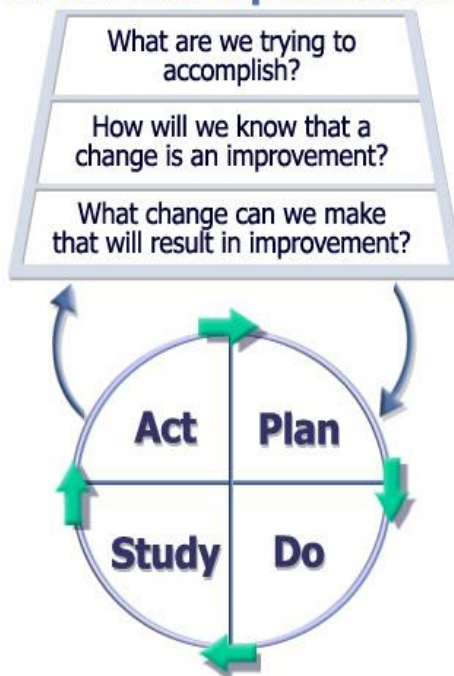 What are we trying to
accomplish?
How will we know that a
change is an improvement?
What change can we make
that will result in improvement?
Act
Plan
Study
Do